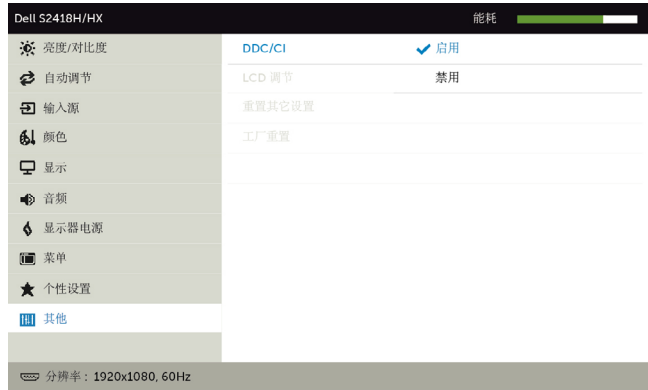 Dell S2418H/HX 能耗
亮度/对比度 DDC/CI 启用
自动调节 LCD 调节 禁用
输入源 重置其它设置
颜色 工厂重置
显示
音频
显示器电源
菜单
个性设置
其他
分辨率：1920x1080, 60Hz